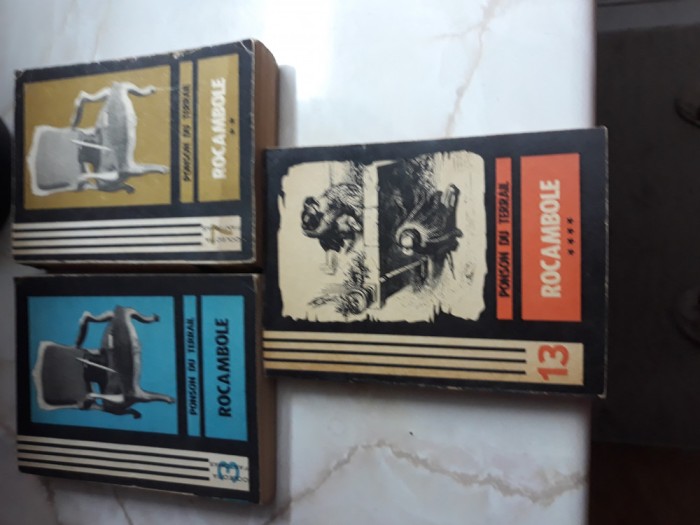 PONSON DU TERRAIL
ROCAMBOLE
**
7
PONSON DU TERRAIL
ROCAMBOLE
3
PONSON DU TERRAIL
ROCAMBOLE
****
13